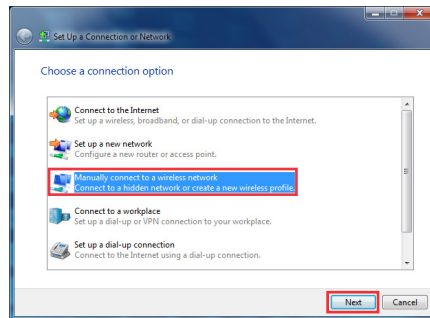 Set Up a Connection or Network
Choose a connection option
Connect to the Internet
Set up a wireless, broadband, or dial-up connection to the Internet.
Set up a new network
Configure a new router or access point.
Manually connect to a wireless network
Connect to a hidden network or create a new wireless profile.
Connect to a workplace
Set up a dial-up or VPN connection to your workplace.
Set up a dial-up connection
Connect to the Internet using a dial-up connection.
Next
Cancel